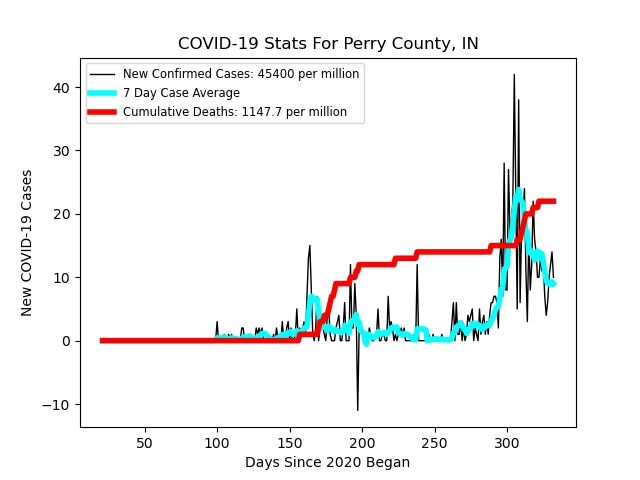 COVID-19 Stats For Perry County, IN
New Confirmed Cases: 45400 per million
7 Day Case Average
Cumulative Deaths: 1147.7 per million
New COVID-19 Cases
40
30
20
10
0
−10
50 100 150 200 250 300
Days Since 2020 Began